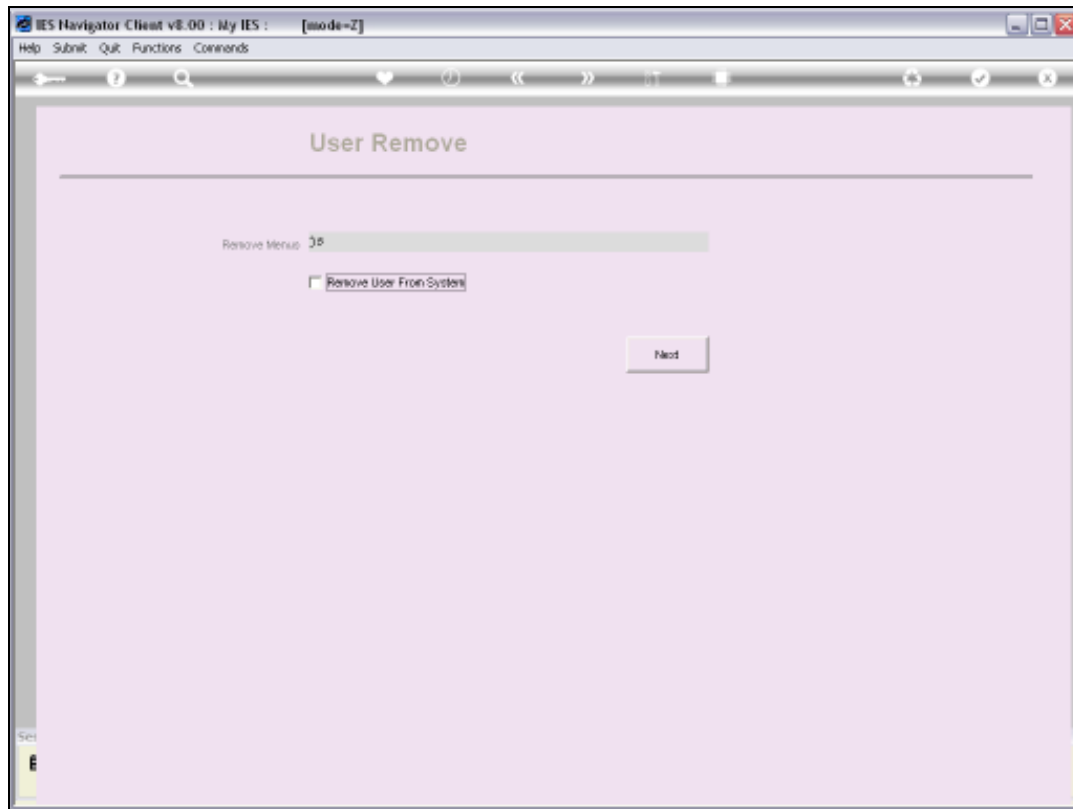 IES Navigator Client v8.00 : My IES : [mode=Z]
Help Submit Quit Functions Commands
User Remove
Remove Menus
Remove User From System
Next